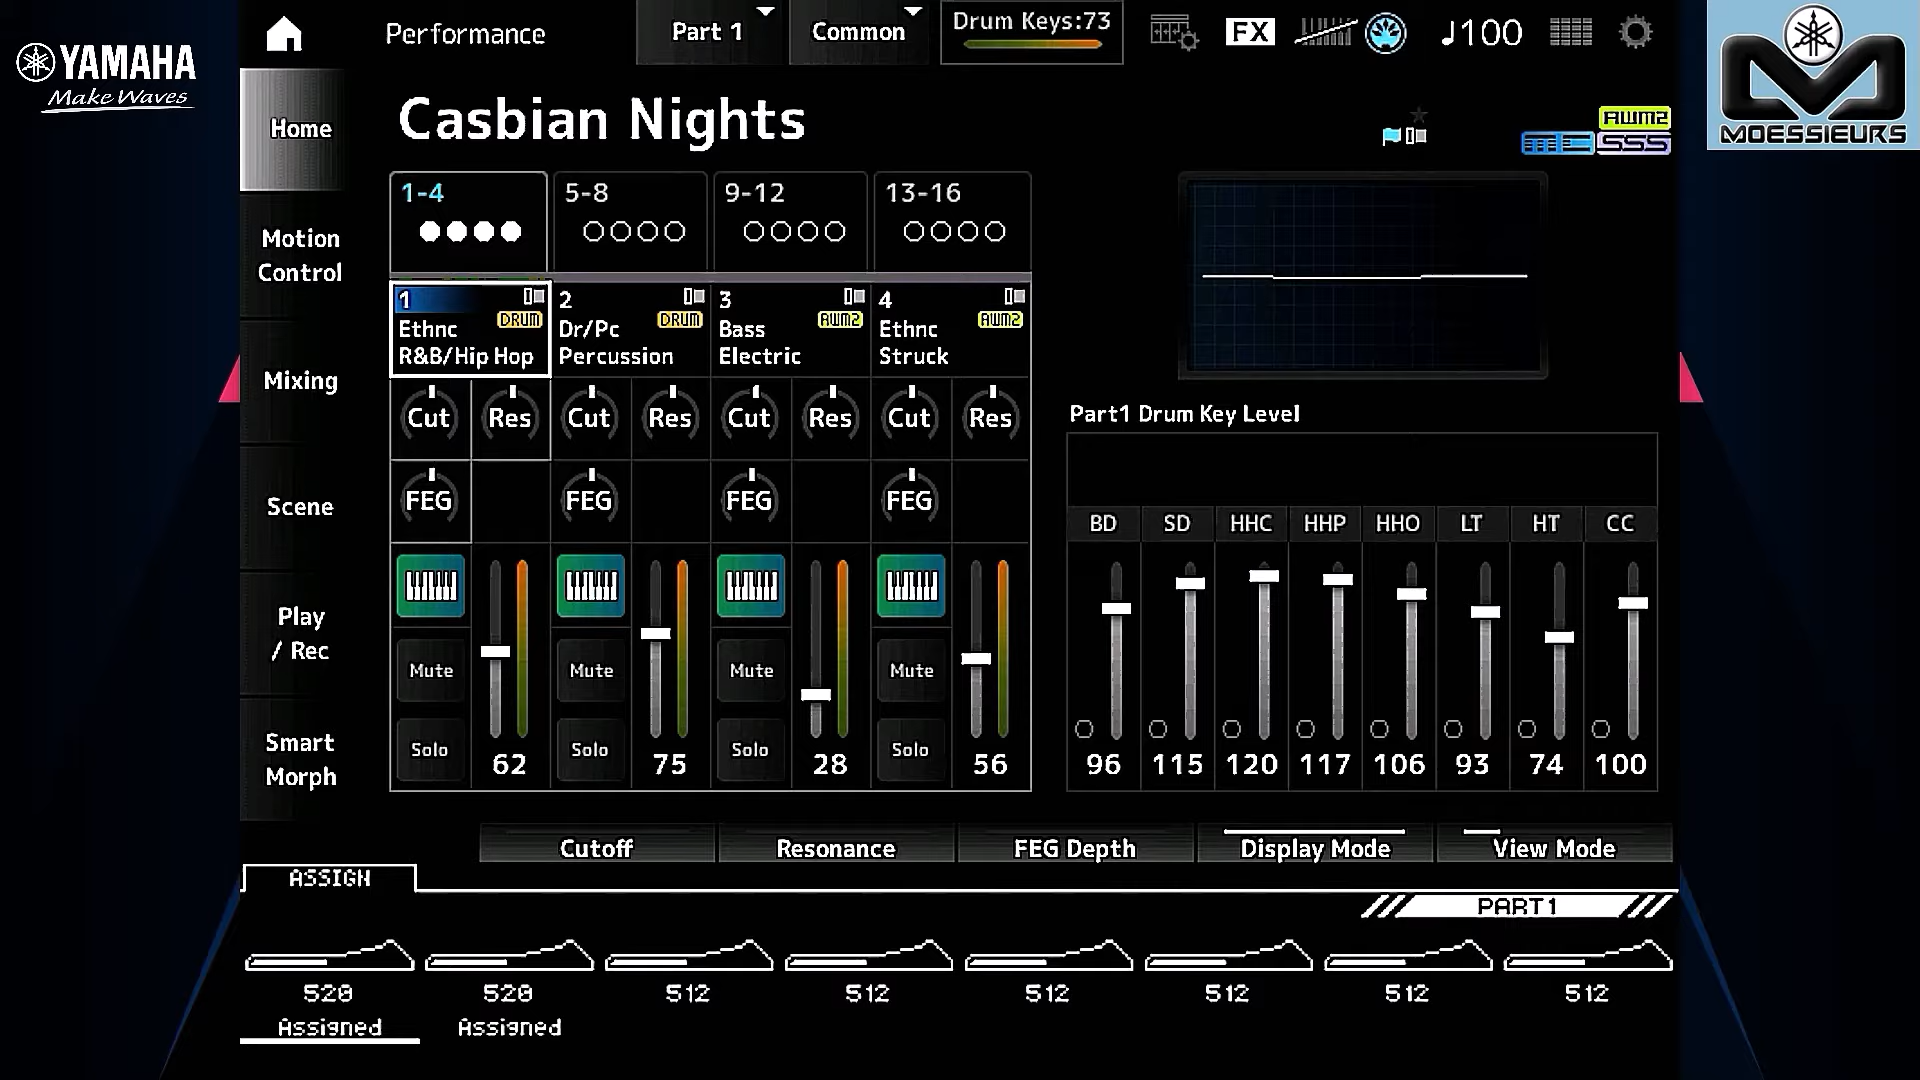 YAMAHA
Make Waves
Performance
Part 1
Common
Drum Keys:73
FX
♩100
MOESSIEURS
Home
Casbian Nights
AWM2
MC SSS
Motion
Control
1-4
5-8
9-12
13-16
1
DRUM
Ethnc
R&B/Hip Hop
2
DRUM
Dr/Pc
Percussion
3
AWM2
Bass
Electric
4
AWM2
Ethnc
Struck
Mixing
Cut Res Cut Res Cut Res Cut Res
Part1 Drum Key Level
Scene
FEG FEG FEG FEG
BD SD HHC HHP HHO LT HT CC
Play
/ Rec
Mute Mute Mute Mute
Smart
Morph
Solo 62 Solo 75 Solo 28 Solo 56
96 115 120 117 106 93 74 100
Cutoff Resonance FEG Depth Display Mode View Mode
ASSIGN
PART1
520 520 512 512 512 512 512 512
Assigned Assigned